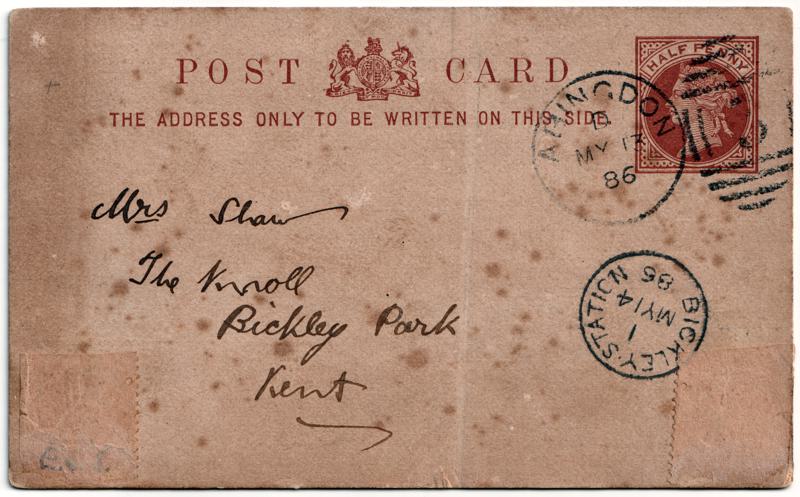 POST CARD
THE ADDRESS ONLY TO BE WRITTEN ON THIS SIDE.
HALF PENNY
ABINGDON
D
MY 13
86
Mrs Shaw
The Knoll
Bickley Park
Kent
BICKLEY·STATION
1
MY 14
86